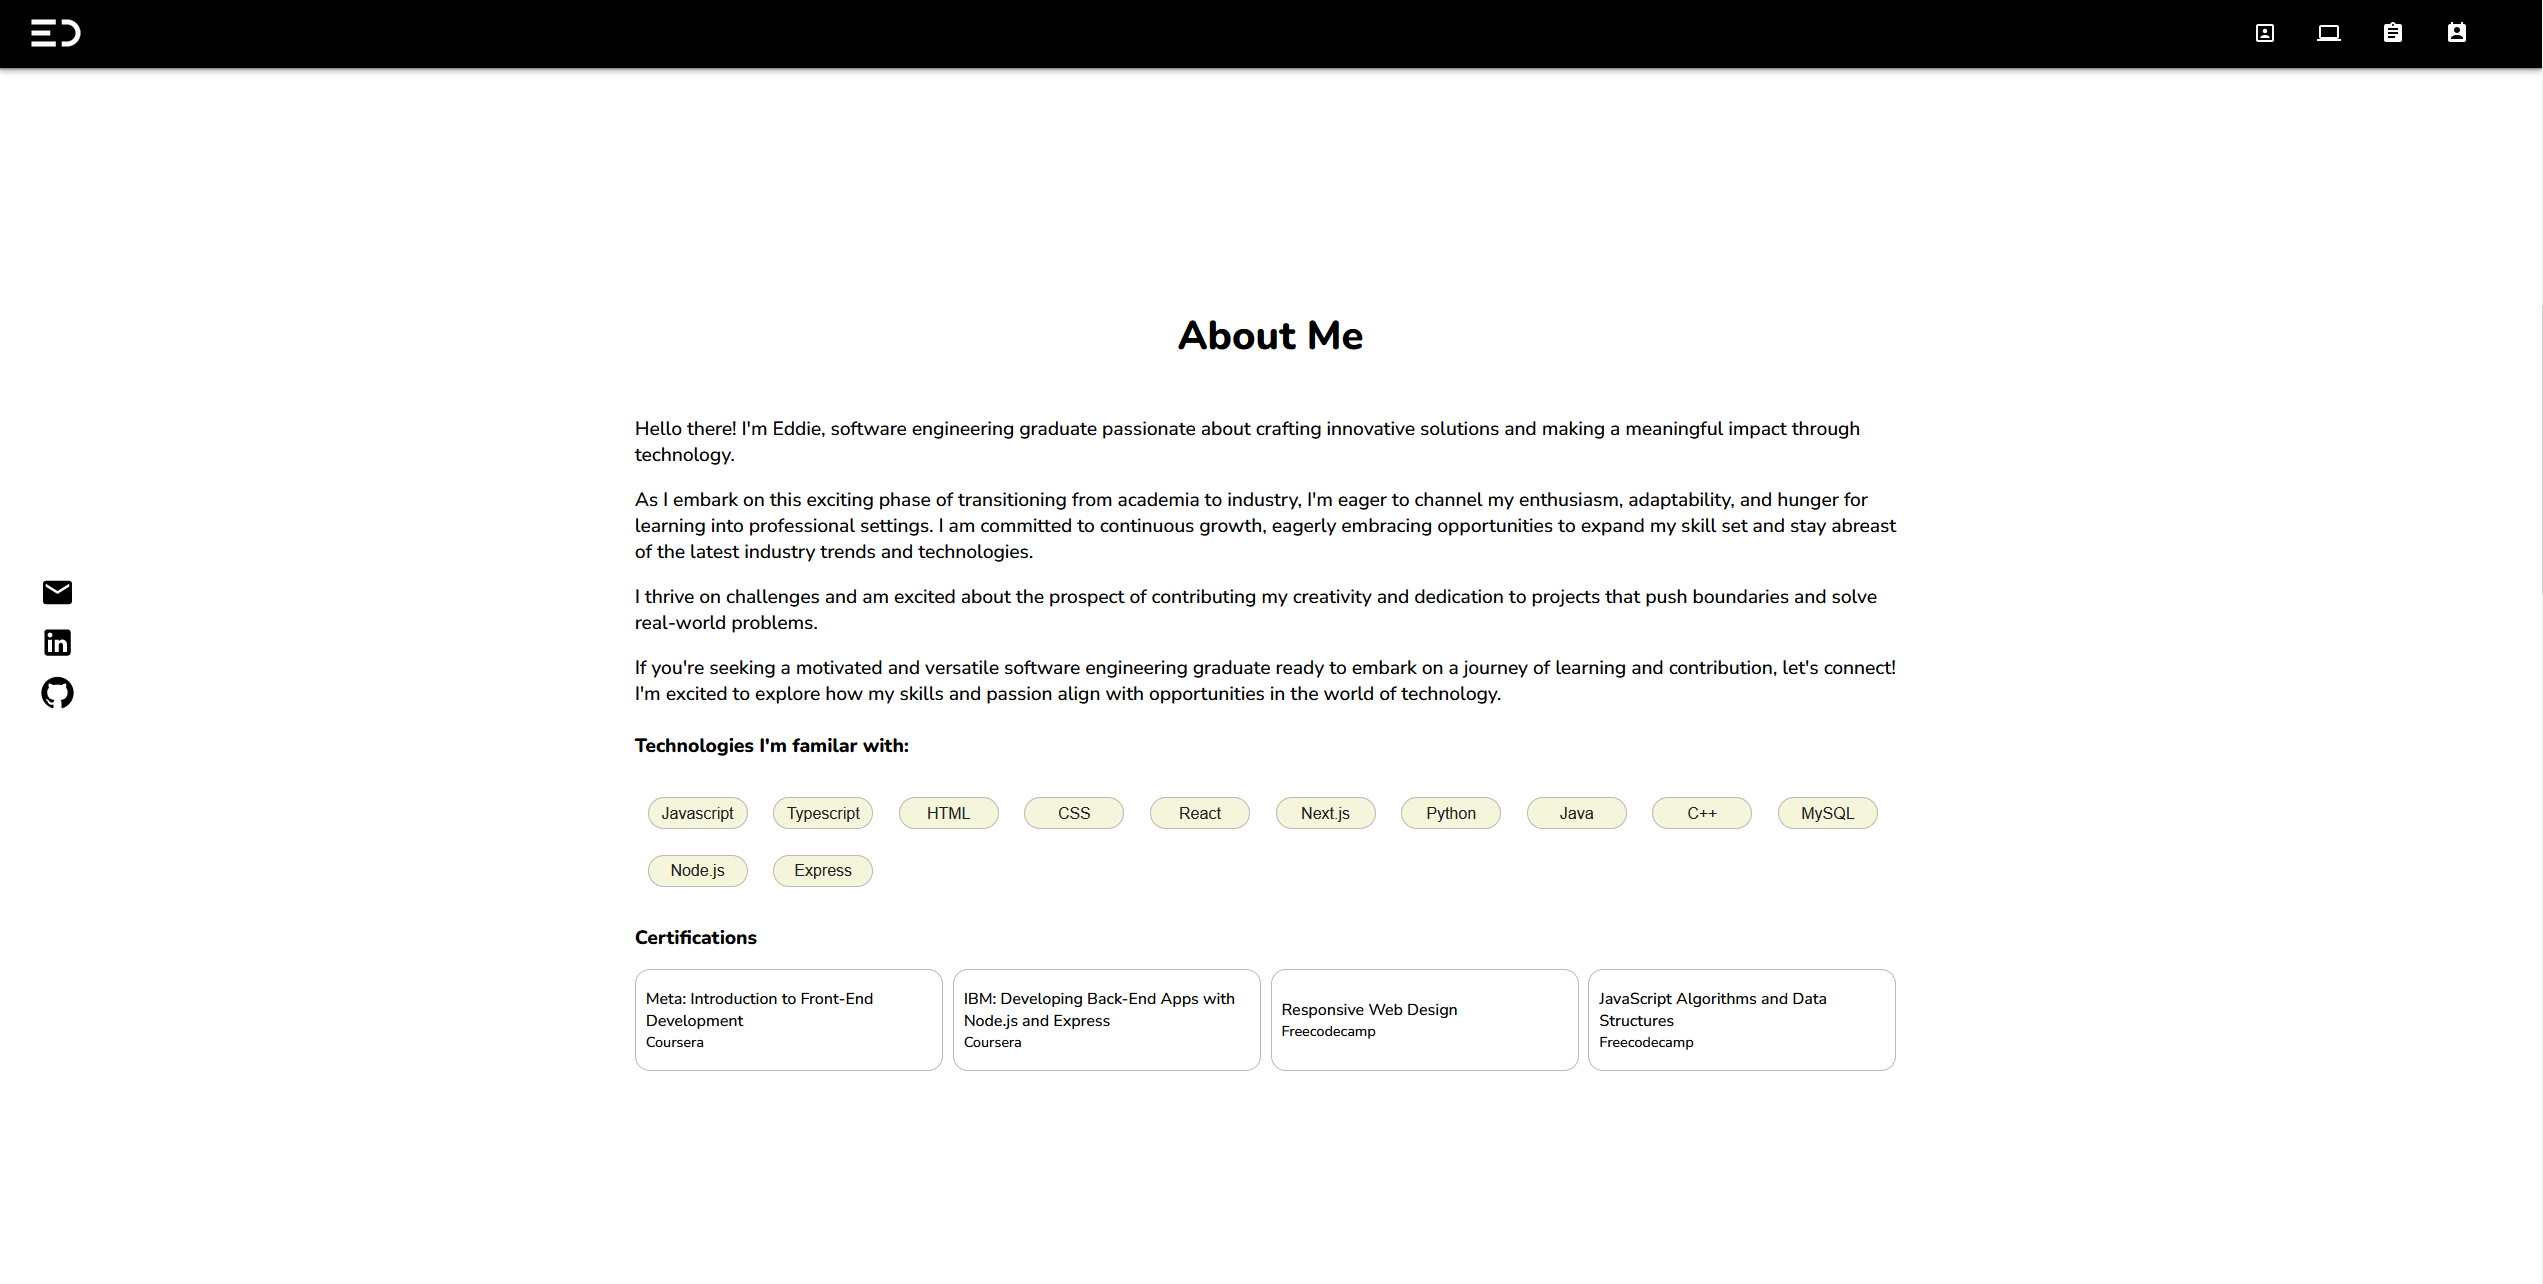 ED
About Me
Hello there! I'm Eddie, software engineering graduate passionate about crafting innovative solutions and making a meaningful impact through
technology.
As I embark on this exciting phase of transitioning from academia to industry, I'm eager to channel my enthusiasm, adaptability, and hunger for
learning into professional settings. I am committed to continuous growth, eagerly embracing opportunities to expand my skill set and stay abreast
of the latest industry trends and technologies.
I thrive on challenges and am excited about the prospect of contributing my creativity and dedication to projects that push boundaries and solve
real-world problems.
If you're seeking a motivated and versatile software engineering graduate ready to embark on a journey of learning and contribution, let's connect!
I'm excited to explore how my skills and passion align with opportunities in the world of technology.
in
Technologies I'm familar with:
Javascript Typescript HTML CSS React Next.js Python Java C++ MySQL
Node.js Express
Certifications
Meta: Introduction to Front-End
Development
Coursera
IBM: Developing Back-End Apps with
Node.js and Express
Coursera
Responsive Web Design
Freecodecamp
JavaScript Algorithms and Data
Structures
Freecodecamp